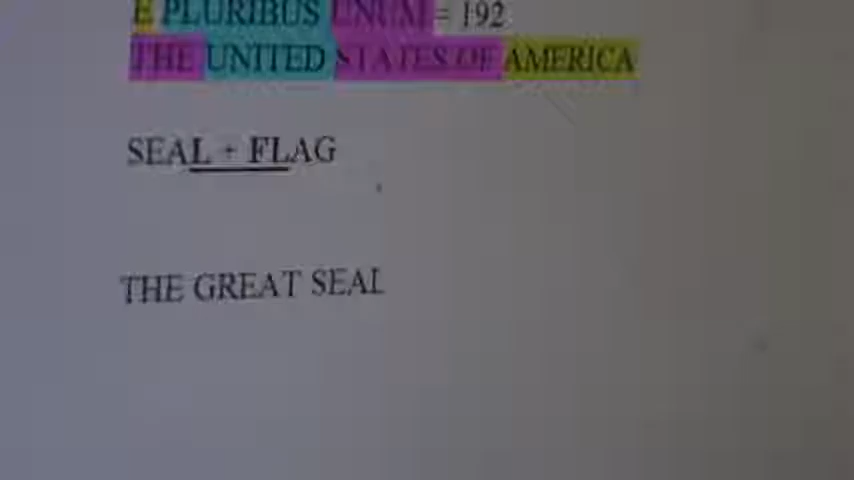 E PLURIBUS UNUM = 192
THE UNITED STATES OF AMERICA
SEAL + FLAG
THE GREAT SEAL